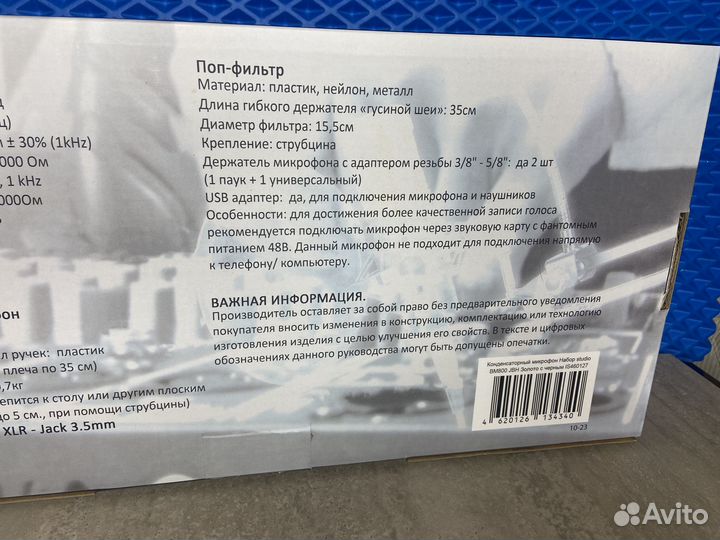 Поп-фильтр
Материал: пластик, нейлон, металл
Длина гибкого держателя «гусиной шеи»: 35см
Диаметр фильтра: 15,5см
Крепление: струбцина
Держатель микрофона с адаптером резьбы 3/8" - 5/8": да 2 шт
(1 паук + 1 универсальный)
USB адаптер: да, для подключения микрофона и наушников
Особенности: для достижения более качественной записи голоса
рекомендуется подключать микрофон через звуковую карту с фантомным
питанием 48В. Данный микрофон не подходит для подключения напрямую
к телефону/ компьютеру.
ВАЖНАЯ ИНФОРМАЦИЯ.
Производитель оставляет за собой право без предварительного уведомления
покупателя вносить изменения в конструкцию, комплектацию или технологию
изготовления изделия с целью улучшения его свойств. В тексте и цифровых
обозначениях данного руководства могут быть допущены опечатки.
± 30% (1kHz)
000 Ом
, 1 kHz
000Ом
он
л ручек: пластик
плеча по 35 см)
,7кг
епится к столу или другим плоским
до 5 см., при помощи струбцины)
XLR - Jack 3.5mm
Конденсаторный микрофон Набор studio
BM800 JBH Золото с черным IS460127
4 620126 134340
10-23
Avito